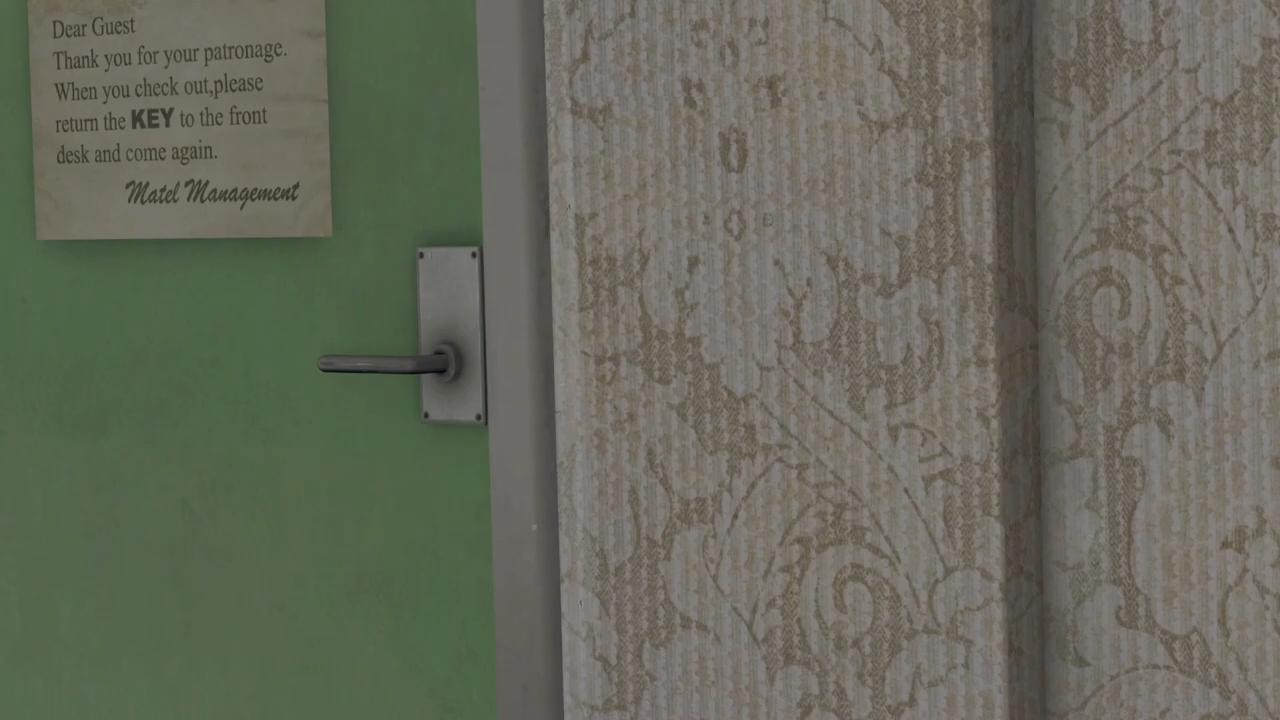 Dear Guest
Thank you for your patronage.
When you check out,please
return the KEY to the front
desk and come again.
Matel Management